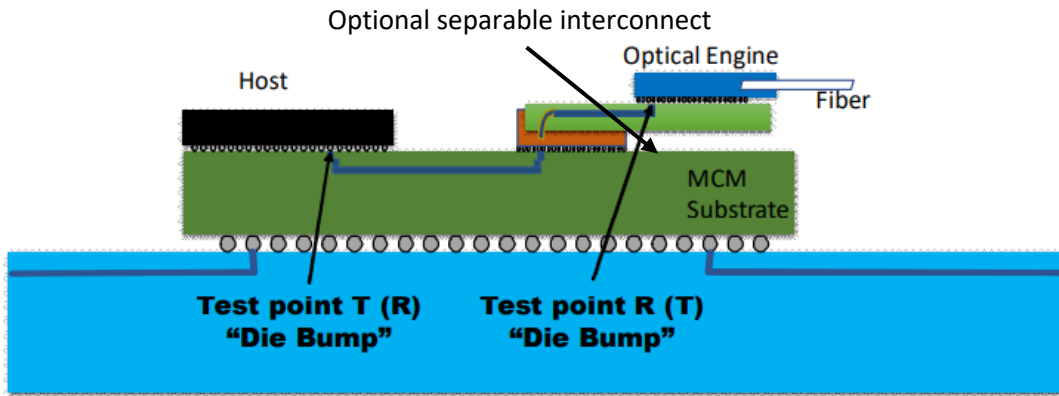 Optional separable interconnect
Optical Engine
Host
Fiber
MCM
Substrate
Test point T (R)
“Die Bump”
Test point R (T)
“Die Bump”